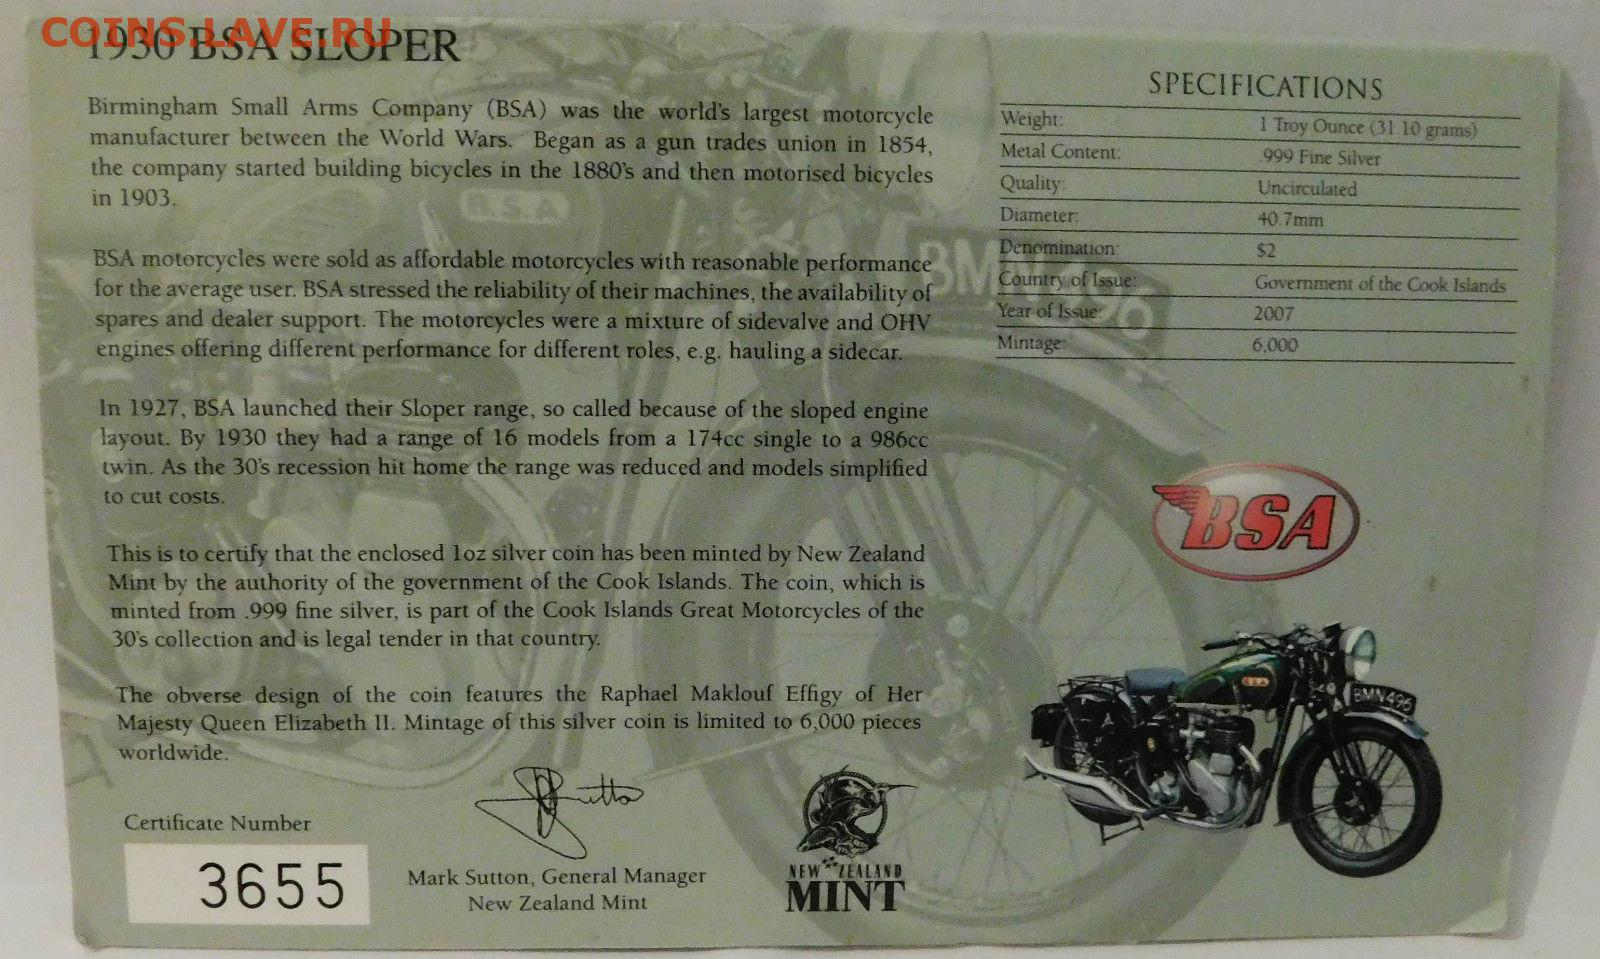 COINS.LAVE.RU
1930 BSA SLOPER
Birmingham Small Arms Company (BSA) was the world's largest motorcycle
manufacturer between the World Wars. Began as a gun trades union in 1854,
the company started building bicycles in the 1880's and then motorised bicycles
in 1903.
BSA motorcycles were sold as affordable motorcycles with reasonable performance
for the average user. BSA stressed the reliability of their machines, the availability of
spares and dealer support. The motorcycles were a mixture of sidevalve and OHV
engines offering different performance for different roles, e.g. hauling a sidecar.
In 1927, BSA launched their Sloper range, so called because of the sloped engine
layout. By 1930 they had a range of 16 models from a 174cc single to a 986cc
twin. As the 30's recession hit home the range was reduced and models simplified
to cut costs.
This is to certify that the enclosed 1oz silver coin has been minted by New Zealand
Mint by the authority of the government of the Cook Islands. The coin, which is
minted from .999 fine silver, is part of the Cook Islands Great Motorcycles of the
30's collection and is legal tender in that country.
The obverse design of the coin features the Raphael Maklouf Effigy of Her
Majesty Queen Elizabeth II. Mintage of this silver coin is limited to 6,000 pieces
worldwide.
Certificate Number
3655
Mark Sutton, General Manager
New Zealand Mint
NEW ZEALAND
MINT
SPECIFICATIONS
Weight: 1 Troy Ounce (31.10 grams)
Metal Content: .999 Fine Silver
Quality: Uncirculated
Diameter: 40.7mm
Denomination: $2
Country of Issue: Government of the Cook Islands
Year of Issue: 2007
Mintage: 6,000
B.S.A
BSA
BSA
BMN 496